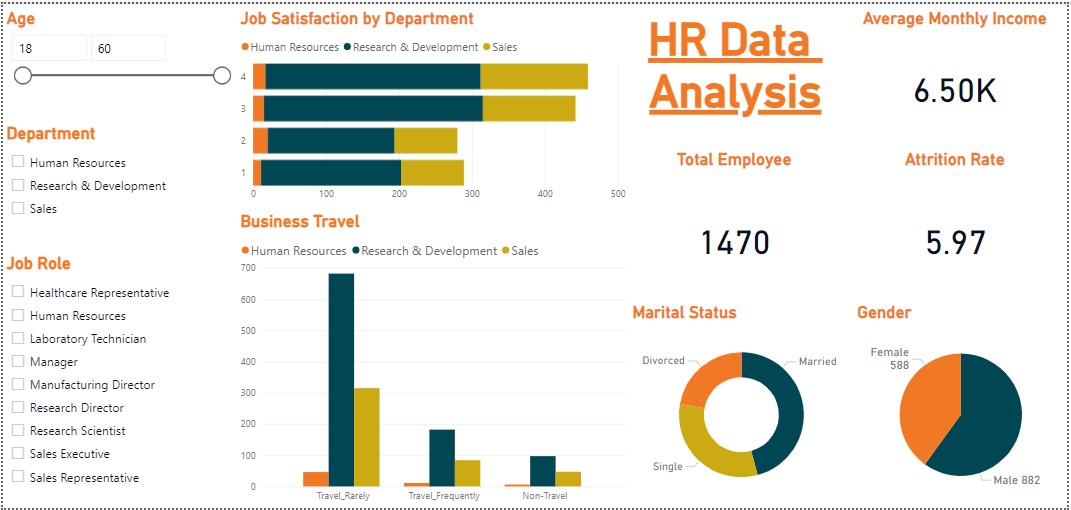 Age
18
60
Department
Human Resources
Research & Development
Sales
Job Role
Healthcare Representative
Human Resources
Laboratory Technician
Manager
Manufacturing Director
Research Director
Research Scientist
Sales Executive
Sales Representative
Job Satisfaction by Department
Human Resources Research & Development Sales
4
3
2
1
0 100 200 300 400 500
Business Travel
Human Resources Research & Development Sales
700
600
500
400
300
200
100
0
Travel_Rarely Travel_Frequently Non-Travel
HR Data
Analysis
Average Monthly Income
6.50K
Total Employee
1470
Attrition Rate
5.97
Marital Status
Divorced
Married
Single
Gender
Female
588
Male 882